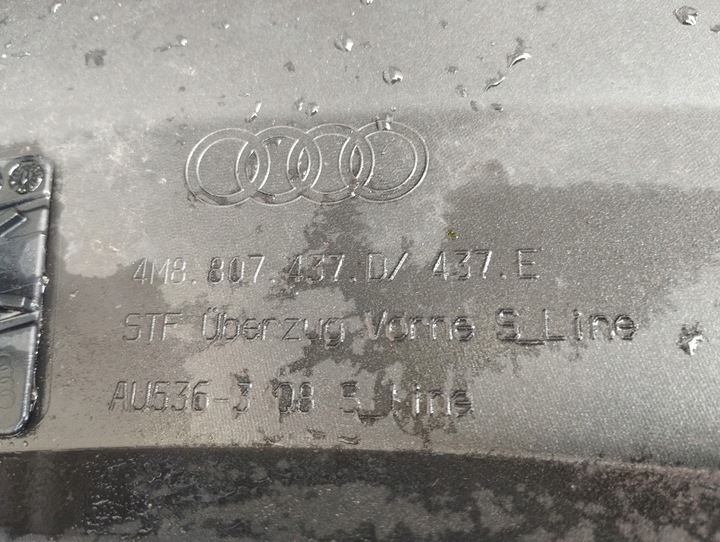 4M8.807.437.D/ 437.E
STF Überzug Vorne S_Line
AU536-3 Q8 S_Line